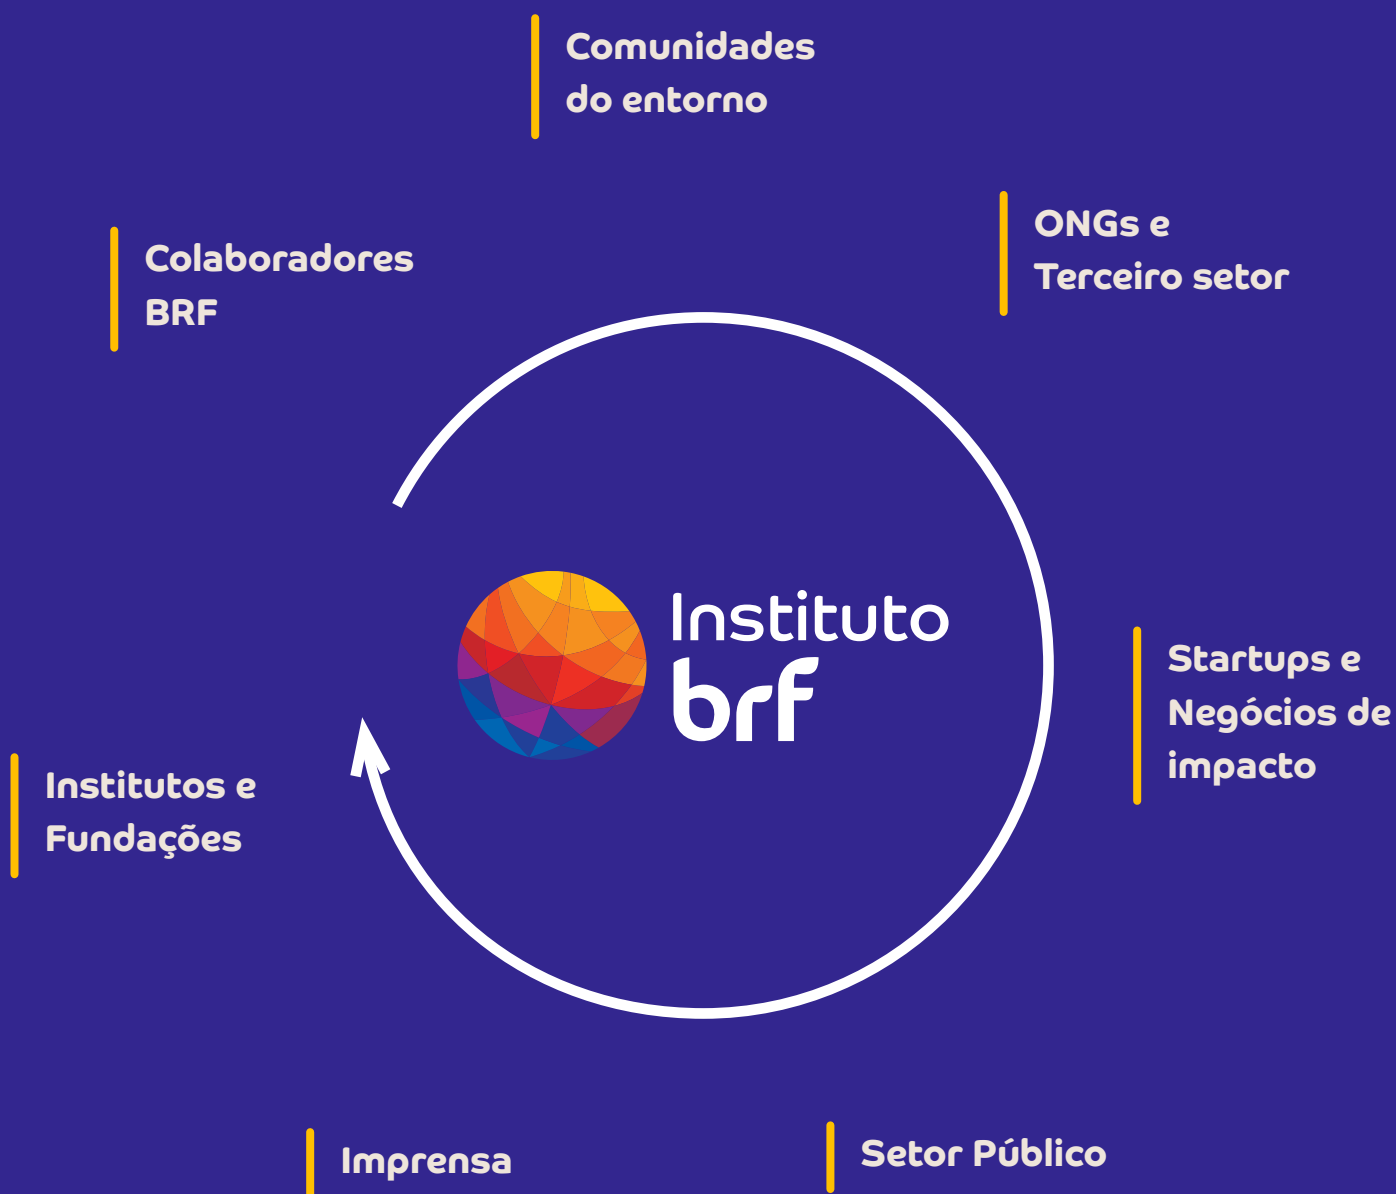 Comunidades
do entorno
ONGs e
Terceiro setor
Colaboradores
BRF
Instituto
brf
Startups e
Negócios de
impacto
Institutos e
Fundações
Imprensa
Setor Público